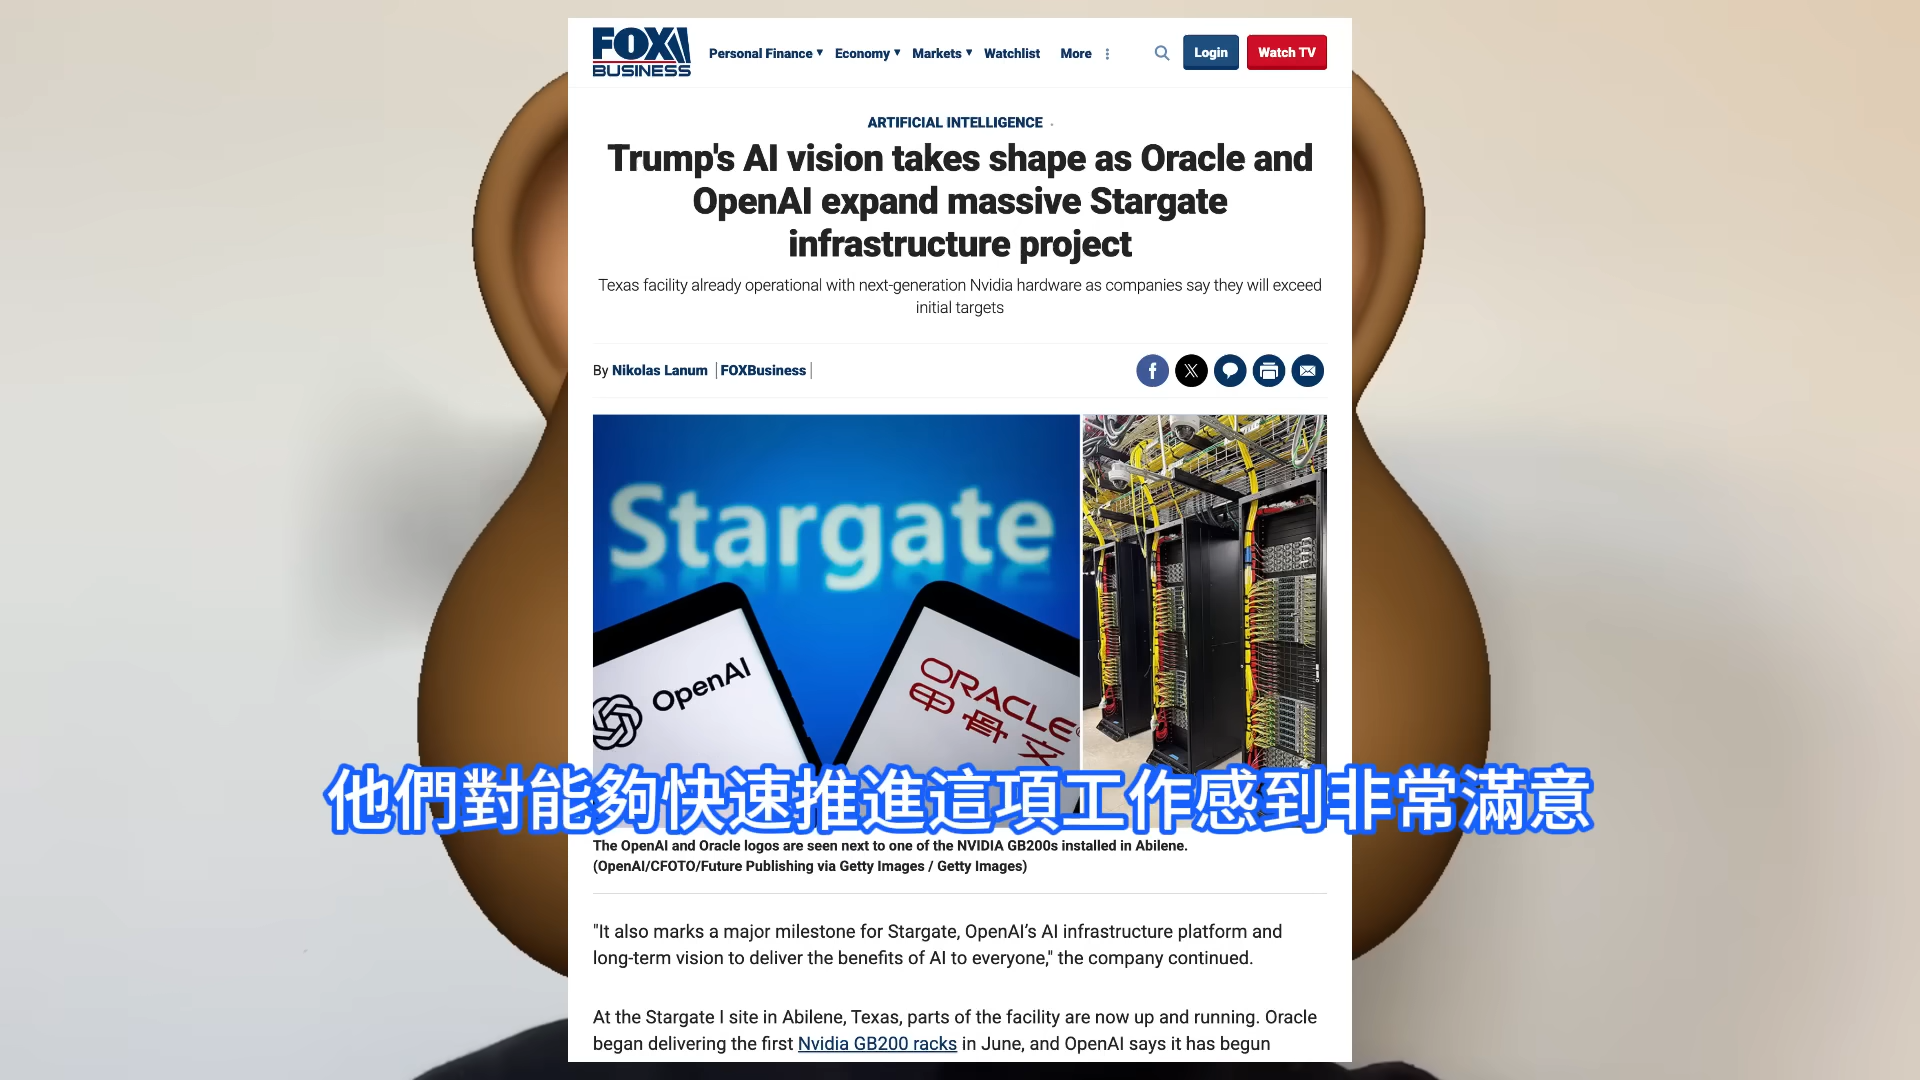 FOX
BUSINESS
Personal Finance
Economy
Markets
Watchlist
More
Login
Watch TV
ARTIFICIAL INTELLIGENCE
Trump's AI vision takes shape as Oracle and
OpenAI expand massive Stargate
infrastructure project
Texas facility already operational with next-generation Nvidia hardware as companies say they will exceed
initial targets
By Nikolas Lanum | FOXBusiness |
Stargate
OpenAI
ORACLE
甲骨文
他們對能夠快速推進這項工作感到非常滿意
The OpenAI and Oracle logos are seen next to one of the NVIDIA GB200s installed in Abilene.
(OpenAI/CFOTO/Future Publishing via Getty Images / Getty Images)
"It also marks a major milestone for Stargate, OpenAI’s AI infrastructure platform and
long-term vision to deliver the benefits of AI to everyone," the company continued.
At the Stargate I site in Abilene, Texas, parts of the facility are now up and running. Oracle
began delivering the first Nvidia GB200 racks in June, and OpenAI says it has begun